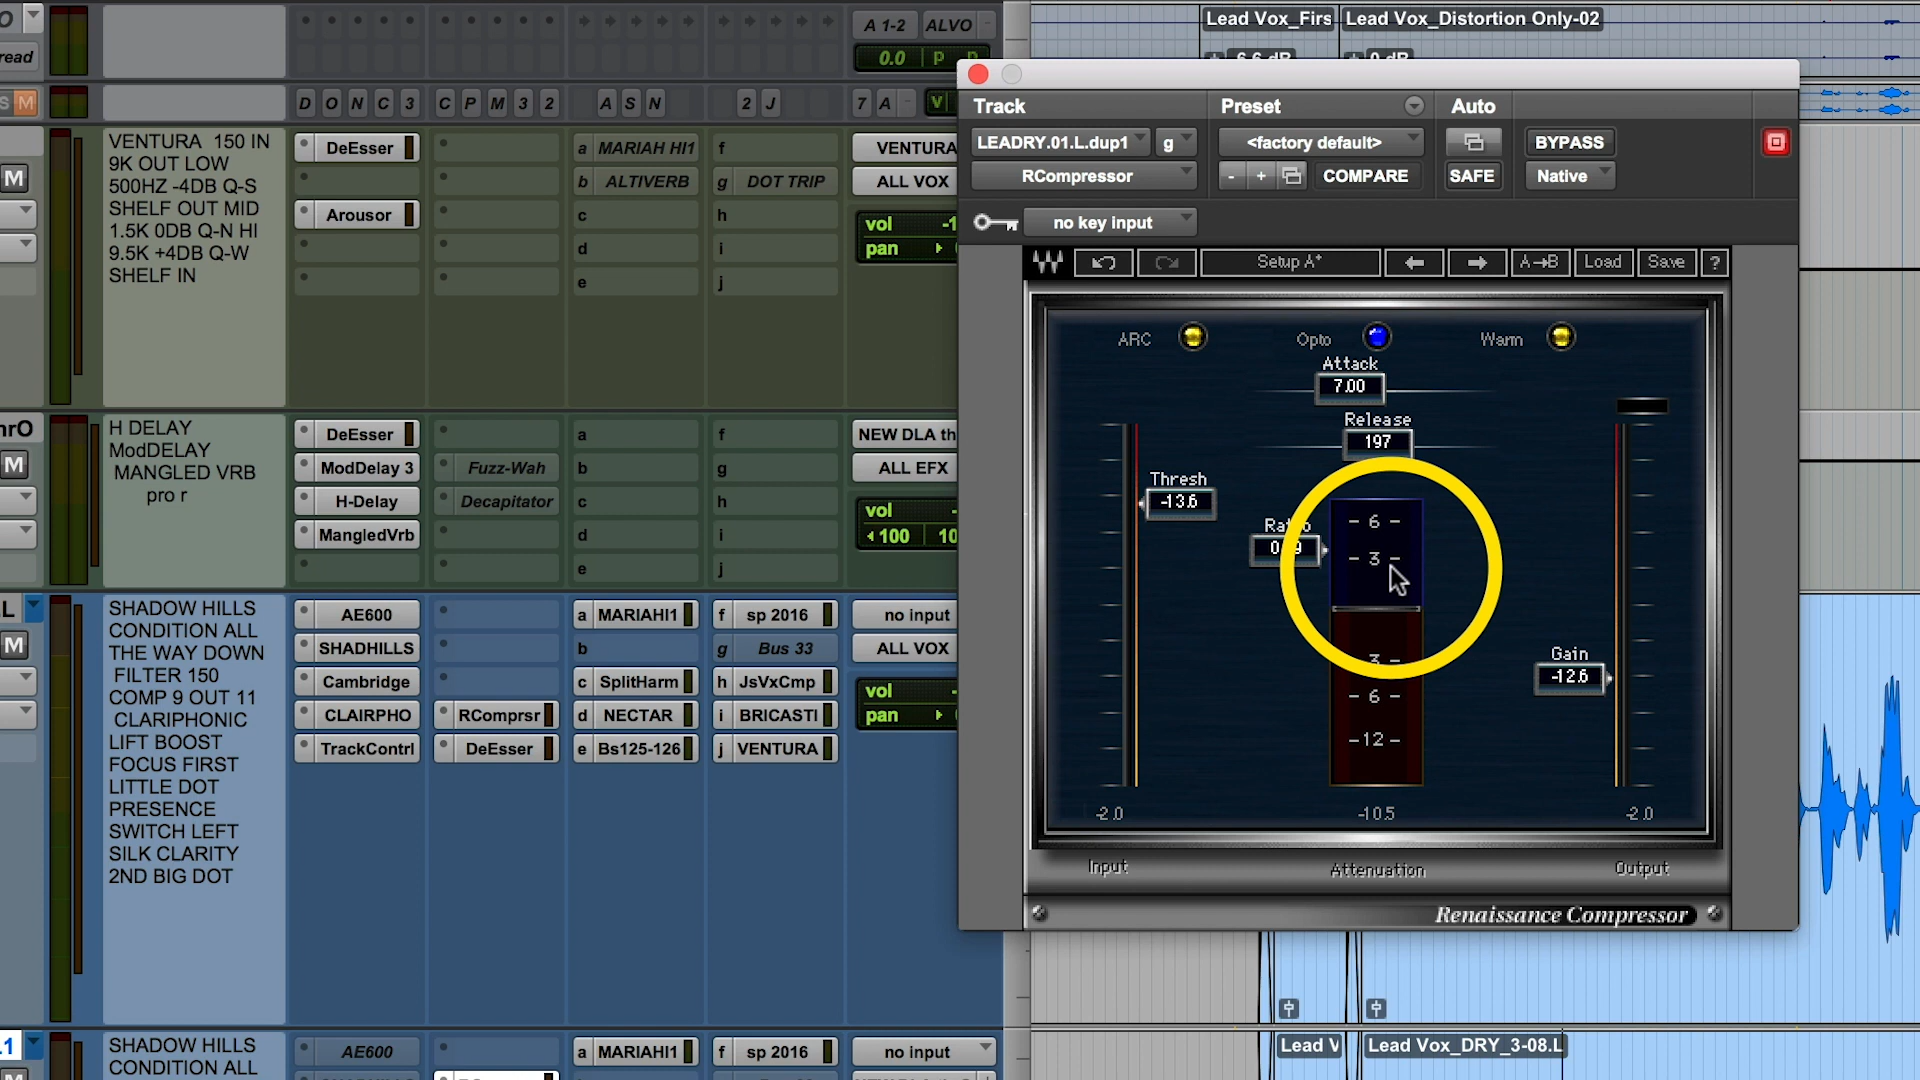 A 1-2 ALVO
0.0 P P
read
S M
D O N C 3
C P M 3 2
A S N
2 J
7 A V
VENTURA 150 IN
9K OUT LOW
500HZ -4DB Q-S
SHELF OUT MID
1.5K 0DB Q-N HI
9.5K +4DB Q-W
SHELF IN
M
DeEsser
Arousor
a MARIAH HI1
b ALTIVERB
c
d
e
f
g DOT TRIP
h
i
j
VENTURA
ALL VOX
vol -1
pan
H DELAY
ModDELAY
MANGLED VRB
pro r
M
DeEsser
ModDelay 3
H-Delay
MangledVrb
Fuzz-Wah
Decapitator
a
b
c
d
e
f
g
h
i
j
NEW DLA th
ALL EFX
vol
100 10
SHADOW HILLS
CONDITION ALL
THE WAY DOWN
FILTER 150
COMP 9 OUT 11
CLARIPHONIC
LIFT BOOST
FOCUS FIRST
LITTLE DOT
PRESENCE
SWITCH LEFT
SILK CLARITY
2ND BIG DOT
L
M
AE600
SHADHILLS
Cambridge
CLAIRPHO
TrackContrl
RComprsr
DeEsser
a MARIAHI1
b
c SplitHarm
d NECTAR
e Bs125-126
f sp 2016
g Bus 33
h JsVxCmp
i BRICASTI
j VENTURA
no input
ALL VOX
vol
pan
SHADOW HILLS
CONDITION ALL
AE600
a MARIAHI1
f sp 2016
no input
Lead Vox_Firs
Lead Vox_Distortion Only-02
Track
Preset
Auto
LEADRY.01.L.dup1
g
<factory default>
BYPASS
RCompressor
- +
COMPARE
SAFE
Native
no key input
Setup A*
A→B
Load
Save
?
ARC
Opto
Warm
Attack
7.00
Release
197
Thresh
-13.6
- 6 -
- 3 -
3
- 6 -
-12 -
Gain
-12.6
-2.0
-10.5
-2.0
Input
Attenuation
Output
Renaissance Compressor
Lead V
Lead Vox_DRY_3-08.L